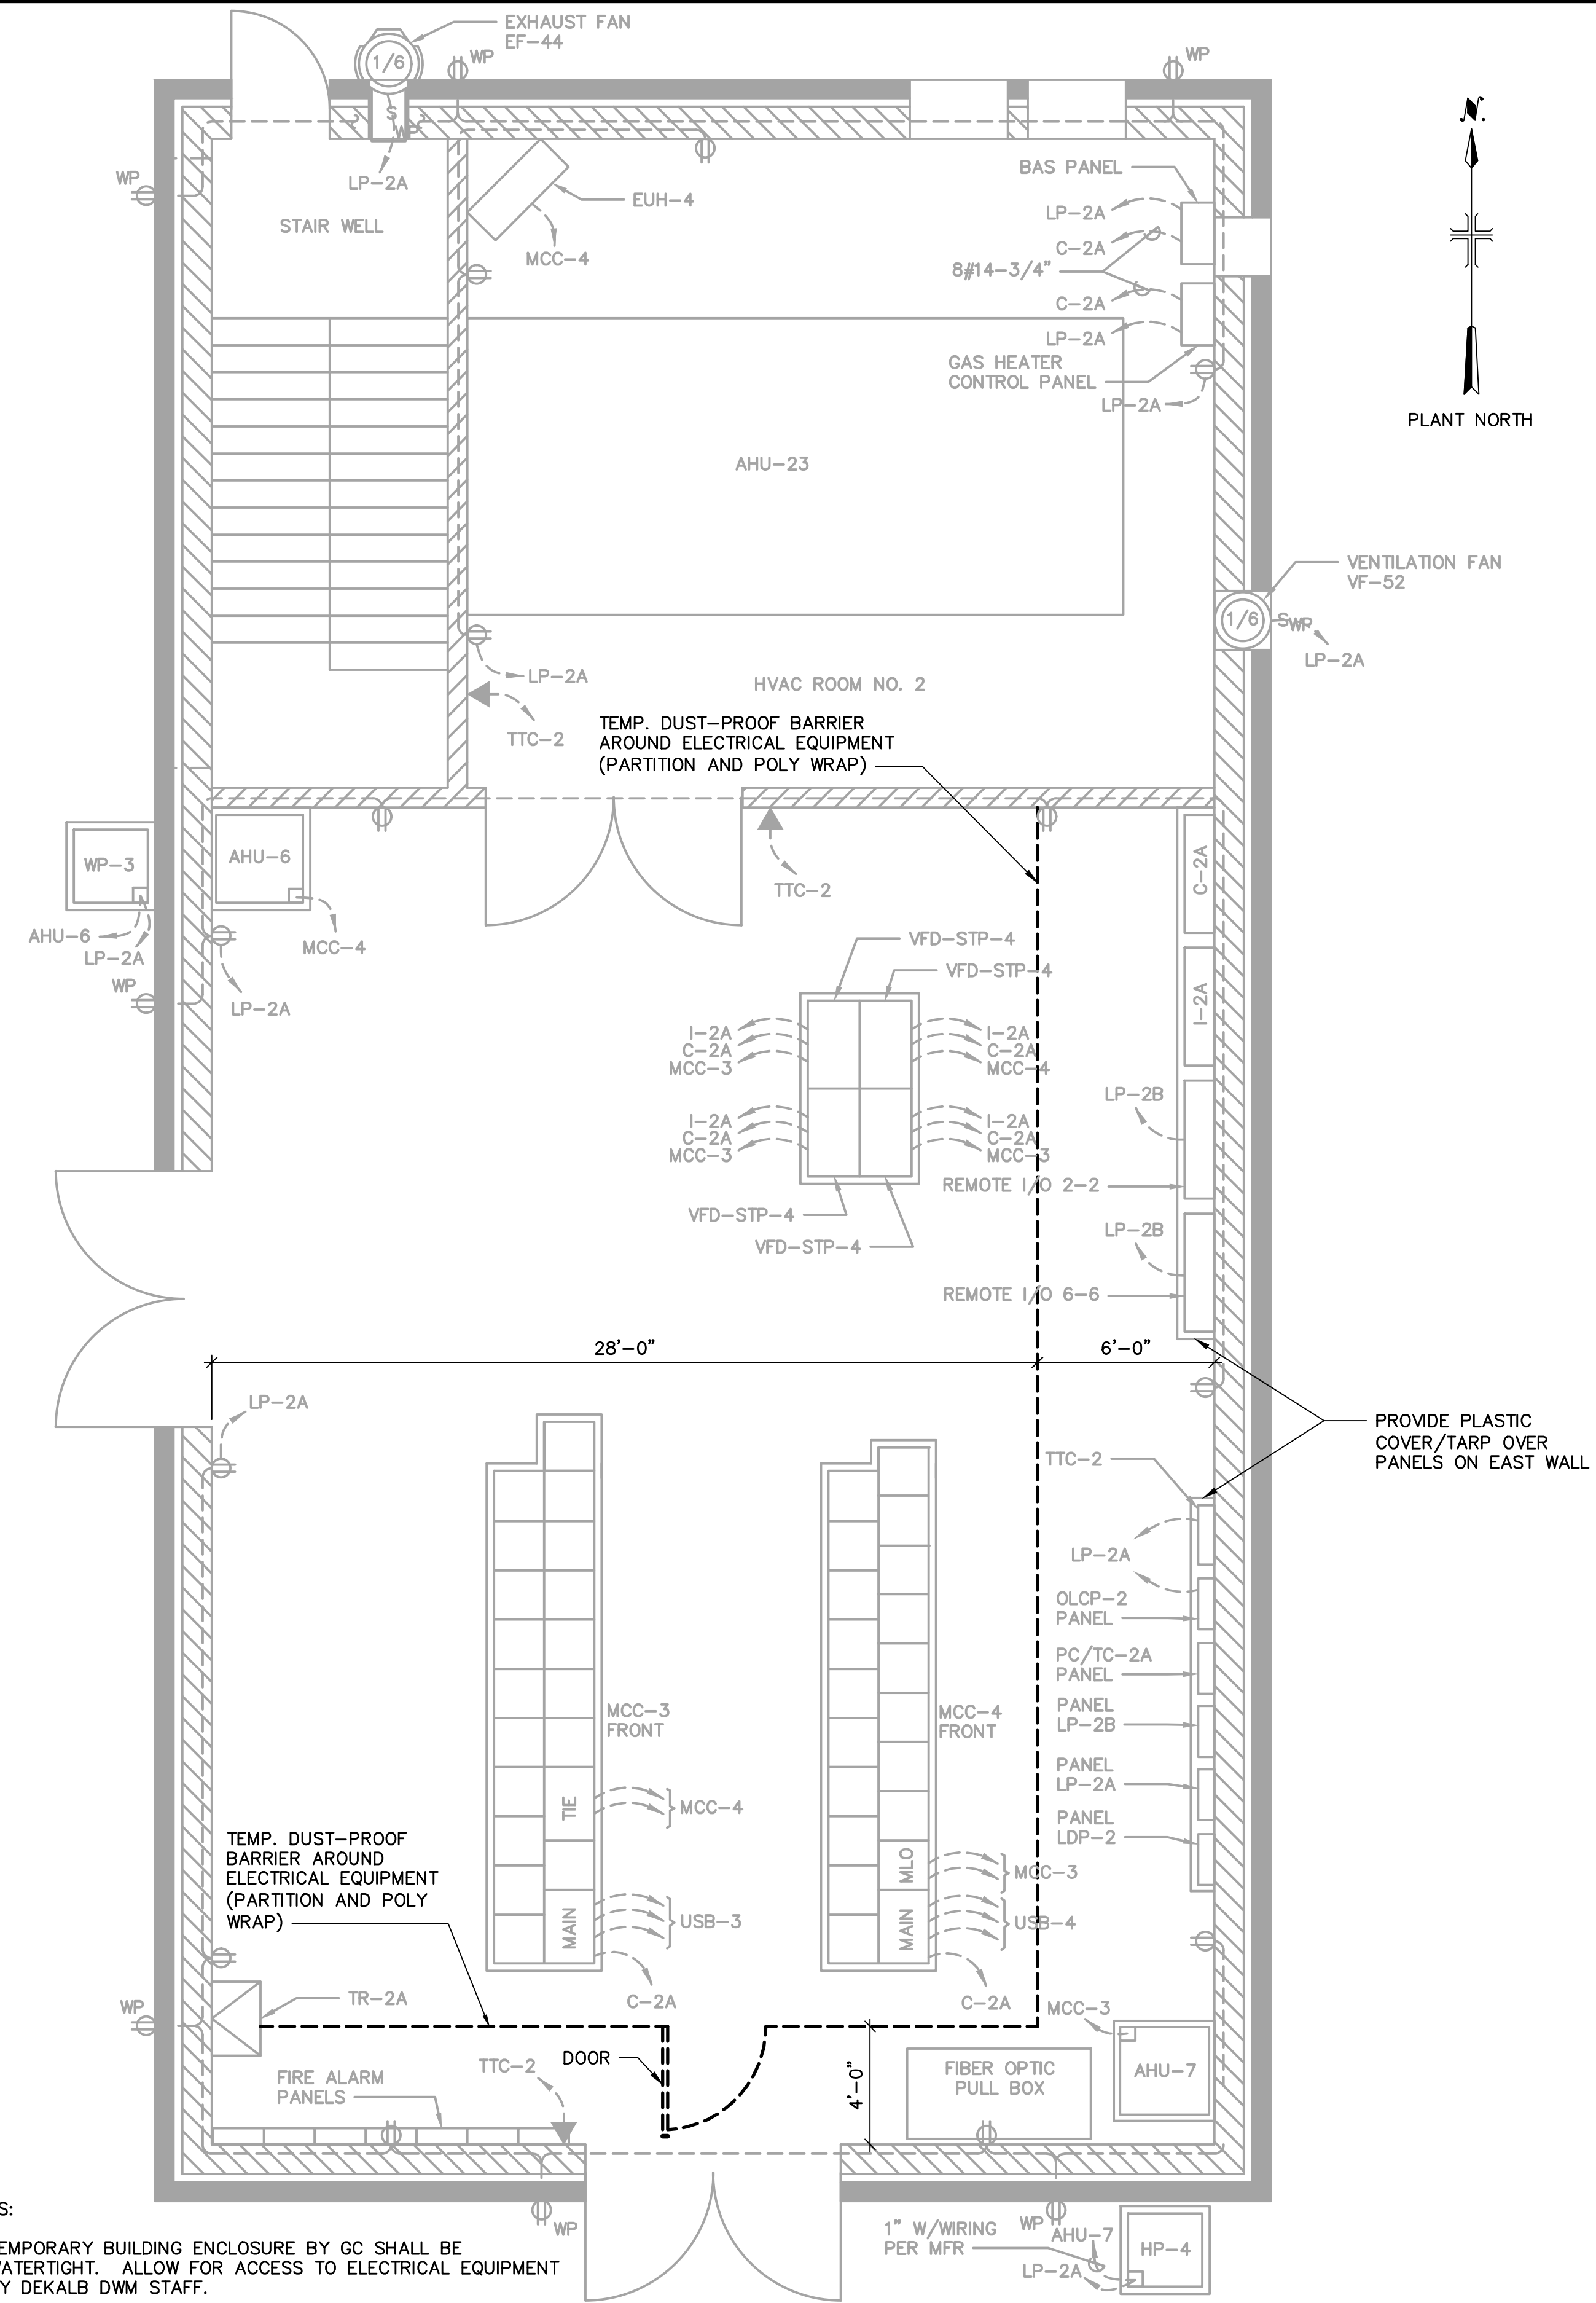 EXHAUST FAN
EF-44
1/6
WP
WP
S
WP
LP-2A
WP
STAIR WELL
EUH-4
MCC-4
BAS PANEL
LP-2A
C-2A
8#14-3/4"
C-2A
LP-2A
GAS HEATER
CONTROL PANEL
LP-2A
N.
PLANT NORTH
AHU-23
VENTILATION FAN
VF-52
1/6
S
WP
LP-2A
LP-2A
HVAC ROOM NO. 2
TTC-2
TEMP. DUST-PROOF BARRIER
AROUND ELECTRICAL EQUIPMENT
(PARTITION AND POLY WRAP)
WP-3
AHU-6
AHU-6
LP-2A
MCC-4
WP
LP-2A
TTC-2
C-2A
I-2A
VFD-STP-4
VFD-STP-4
I-2A
C-2A
MCC-3
I-2A
C-2A
MCC-4
I-2A
C-2A
MCC-3
I-2A
C-2A
MCC-3
VFD-STP-4
VFD-STP-4
LP-2B
REMOTE I/O 2-2
LP-2B
REMOTE I/O 6-6
28'-0"
6'-0"
LP-2A
PROVIDE PLASTIC
COVER/TARP OVER
PANELS ON EAST WALL
TTC-2
LP-2A
OLCP-2
PANEL
PC/TC-2A
PANEL
PANEL
LP-2B
PANEL
LP-2A
PANEL
LDP-2
MCC-3
FRONT
MCC-4
FRONT
TIE
MCC-4
MAIN
USB-3
C-2A
MLO
MCC-3
MAIN
USB-4
C-2A
TEMP. DUST-PROOF
BARRIER AROUND
ELECTRICAL EQUIPMENT
(PARTITION AND POLY
WRAP)
WP
TR-2A
MCC-3
DOOR
TTC-2
FIRE ALARM
PANELS
4'-0"
FIBER OPTIC
PULL BOX
AHU-7
WP
1" W/WIRING
PER MFR
WP
AHU-7
LP-2A
HP-4
S:
EMPORARY BUILDING ENCLOSURE BY GC SHALL BE
ATERTIGHT. ALLOW FOR ACCESS TO ELECTRICAL EQUIPMENT
Y DEKALB DWM STAFF.